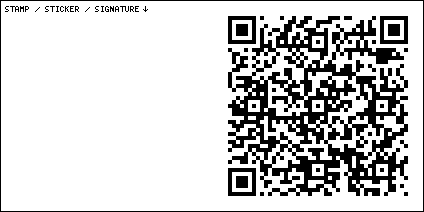 STAMP / STICKER / SIGNATURE ↓